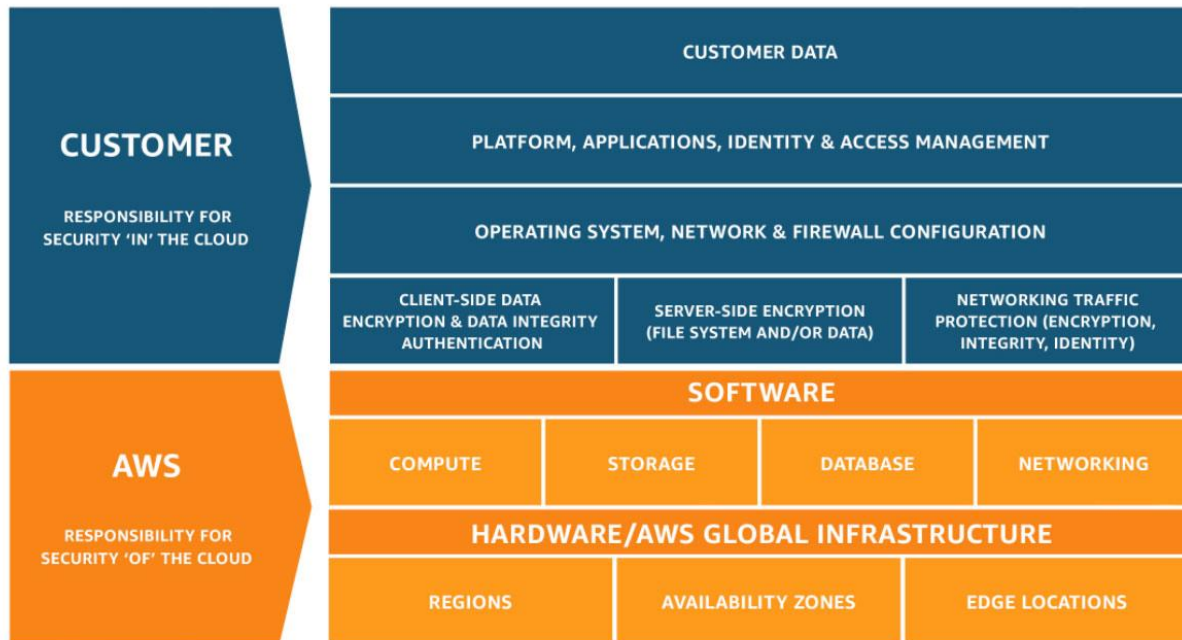 CUSTOMER
RESPONSIBILITY FOR
SECURITY ‘IN’ THE CLOUD
CUSTOMER DATA
PLATFORM, APPLICATIONS, IDENTITY & ACCESS MANAGEMENT
OPERATING SYSTEM, NETWORK & FIREWALL CONFIGURATION
CLIENT-SIDE DATA
ENCRYPTION & DATA INTEGRITY
AUTHENTICATION
SERVER-SIDE ENCRYPTION
(FILE SYSTEM AND/OR DATA)
NETWORKING TRAFFIC
PROTECTION (ENCRYPTION,
INTEGRITY, IDENTITY)
AWS
RESPONSIBILITY FOR
SECURITY ‘OF’ THE CLOUD
SOFTWARE
COMPUTE
STORAGE
DATABASE
NETWORKING
HARDWARE/AWS GLOBAL INFRASTRUCTURE
REGIONS
AVAILABILITY ZONES
EDGE LOCATIONS